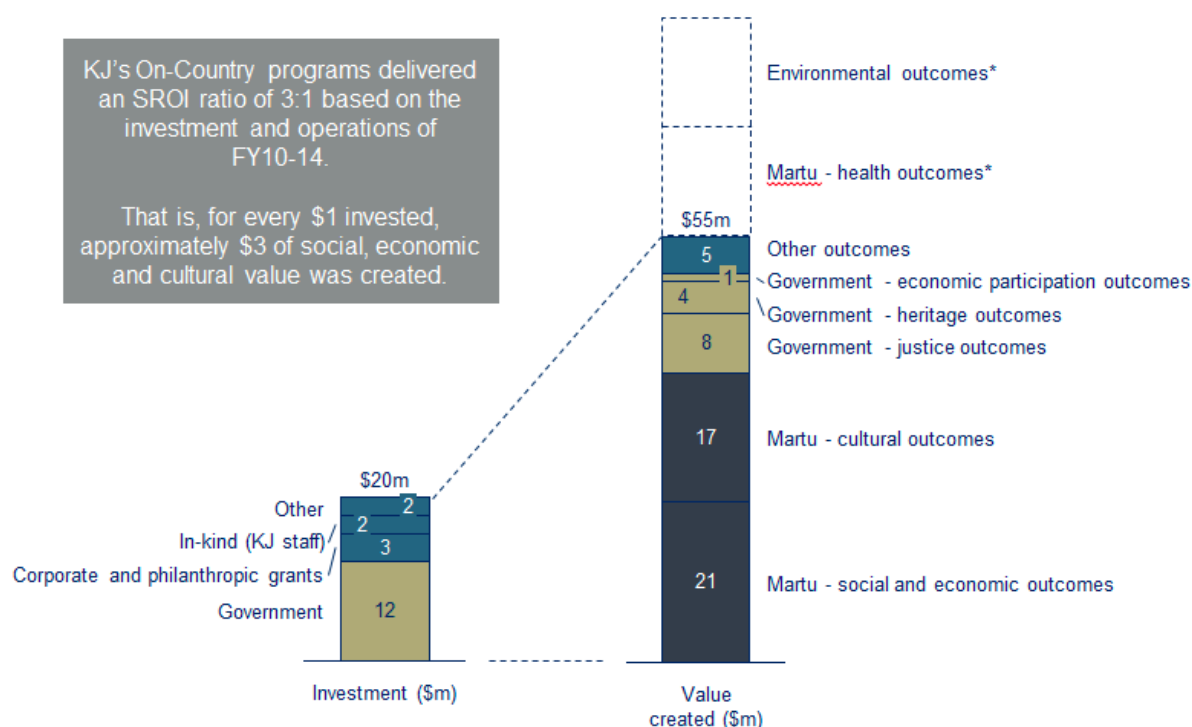 KJ's On-Country programs delivered
an SROI ratio of 3:1 based on the
investment and operations of
FY10-14.
That is, for every $1 invested,
approximately $3 of social, economic
and cultural value was created.
$20m
Other
2
In-kind (KJ staff)
2
Corporate and philanthropic grants
3
Government
12
Investment ($m)
Environmental outcomes*
Martu - health outcomes*
$55m
5
Other outcomes
1
Government - economic participation outcomes
4
Government - heritage outcomes
8
Government - justice outcomes
17
Martu - cultural outcomes
21
Martu - social and economic outcomes
Value
created ($m)